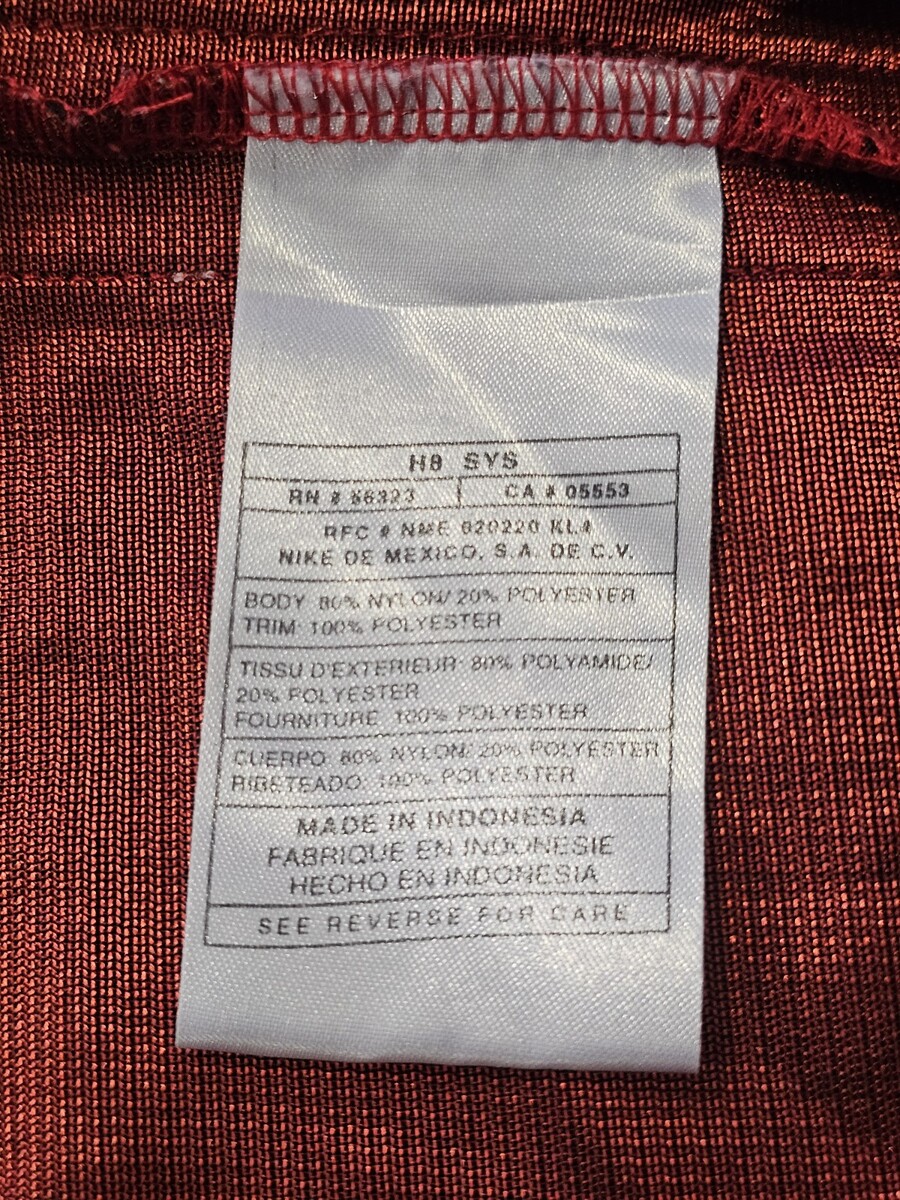 H8 SYS
RN # 56323 CA # 05553
RFC # NME 020220 KL4
NIKE DE MEXICO, S.A. DE C.V.
BODY 80% NYLON/ 20% POLYESTER
TRIM: 100% POLYESTER
TISSU D'EXTERIEUR: 80% POLYAMIDE/
20% POLYESTER
FOURNITURE 100% POLYESTER
CUERPO 80% NYLON/ 20% POLYESTER
RIBETEADO: 100% POLYESTER
MADE IN INDONESIA
FABRIQUE EN INDONESIE
HECHO EN INDONESIA
SEE REVERSE FOR CARE